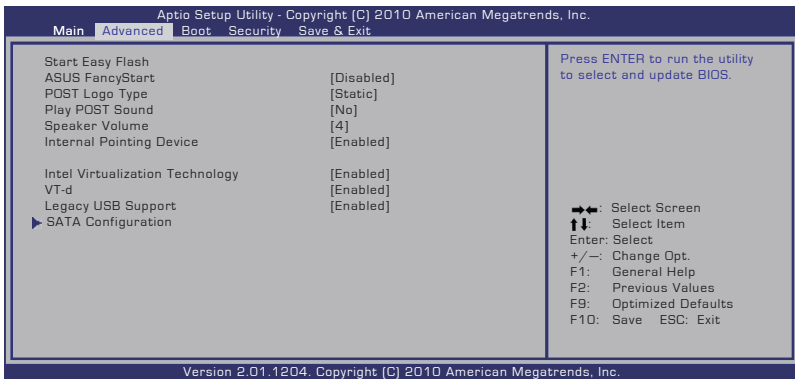 Aptio Setup Utility - Copyright (C) 2010 American Megatrends, Inc.
Main Advanced Boot Security Save & Exit
Start Easy Flash
ASUS FancyStart [Disabled]
POST Logo Type [Static]
Play POST Sound [No]
Speaker Volume [4]
Internal Pointing Device [Enabled]
Intel Virtualization Technology [Enabled]
VT-d [Enabled]
Legacy USB Support [Enabled]
SATA Configuration
Press ENTER to run the utility
to select and update BIOS.
→←: Select Screen
↑↓: Select Item
Enter: Select
+/—: Change Opt.
F1: General Help
F2: Previous Values
F9: Optimized Defaults
F10: Save ESC: Exit
Version 2.01.1204. Copyright (C) 2010 American Megatrends, Inc.